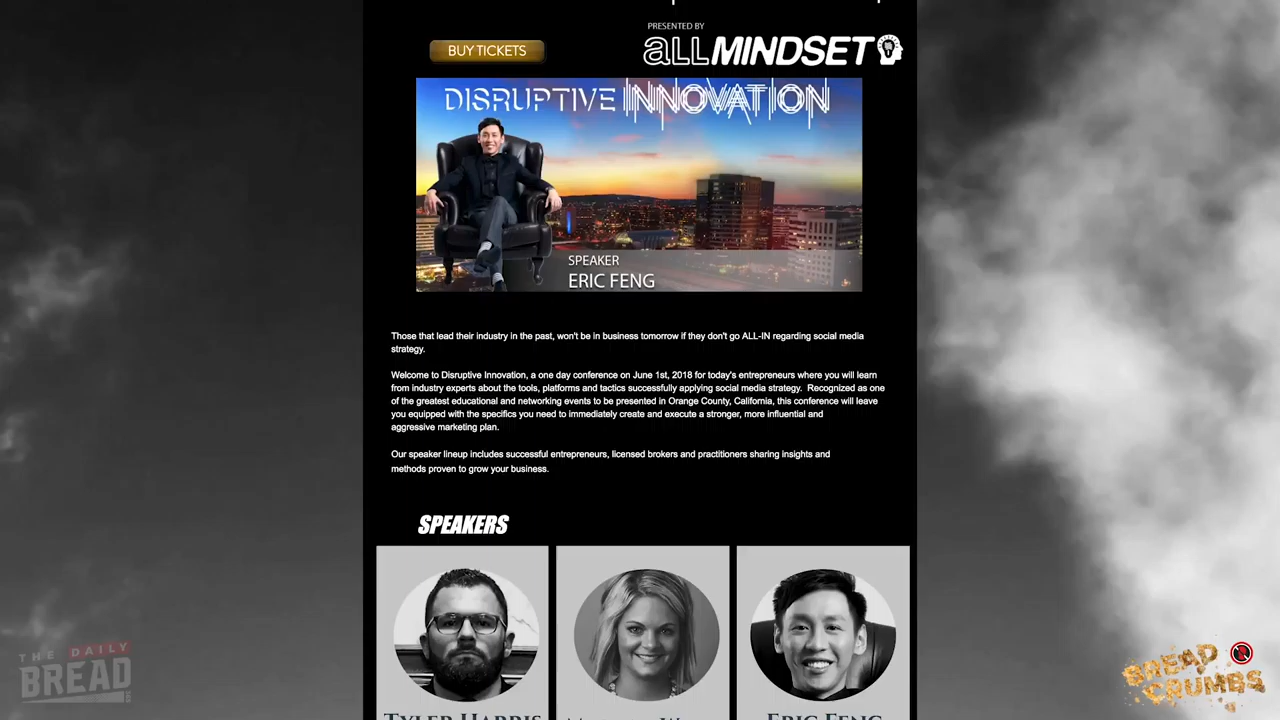 PRESENTED BY
BUY TICKETS
aLLMINDSET
DISRUPTIVE INNOVATION
SPEAKER
ERIC FENG
Those that lead their industry in the past, won't be in business tomorrow if they don't go ALL-IN regarding social media
strategy.
Welcome to Disruptive Innovation, a one day conference on June 1st, 2018 for today's entrepreneurs where you will learn
from industry experts about the tools, platforms and tactics successfully applying social media strategy. Recognized as one
of the greatest educational and networking events to be presented in Orange County, California, this conference will leave
you equipped with the specifics you need to immediately create and execute a stronger, more influential and
aggressive marketing plan.
Our speaker lineup includes successful entrepreneurs, licensed brokers and practitioners sharing insights and
methods proven to grow your business.
SPEAKERS
TYLER HARRIS
ERIC FENG
THE DAILY
BREAD
BREAD
CRUMBS